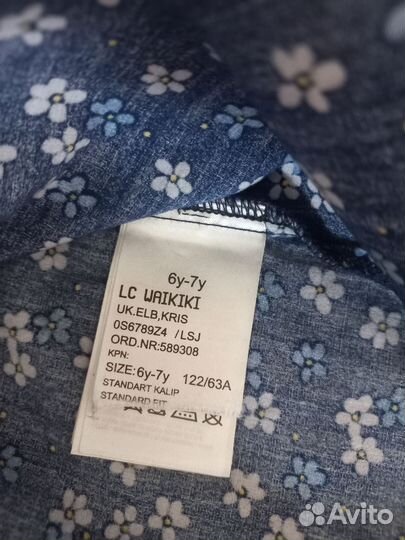 6y-7y
LC WAIKIKI
UK.ELB,KRIS
0S6789Z4 /LSJ
ORD.NR:589308
KPN:
SIZE:6y-7y 122/63A
STANDART KALIP
STANDARD FIT
Avito